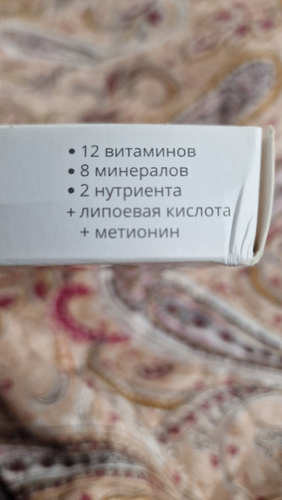 • 12 витаминов
• 8 минералов
• 2 нутриента
+ липоевая кислота
+ метионин